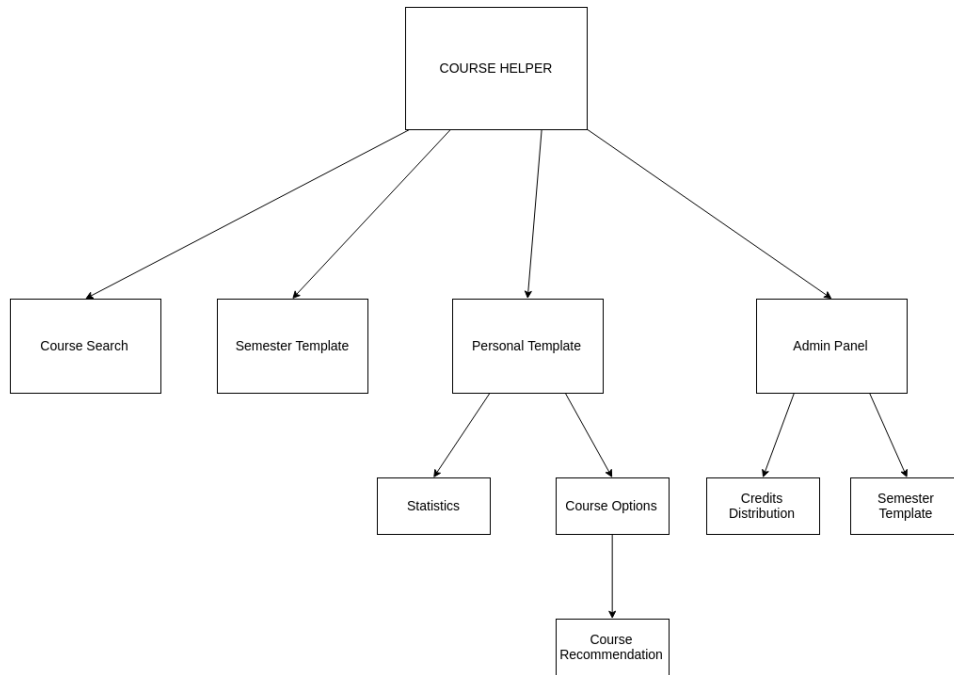 COURSE HELPER
Course Search
Semester Template
Personal Template
Admin Panel
Statistics
Course Options
Credits
Distribution
Semester
Template
Course
Recommendation